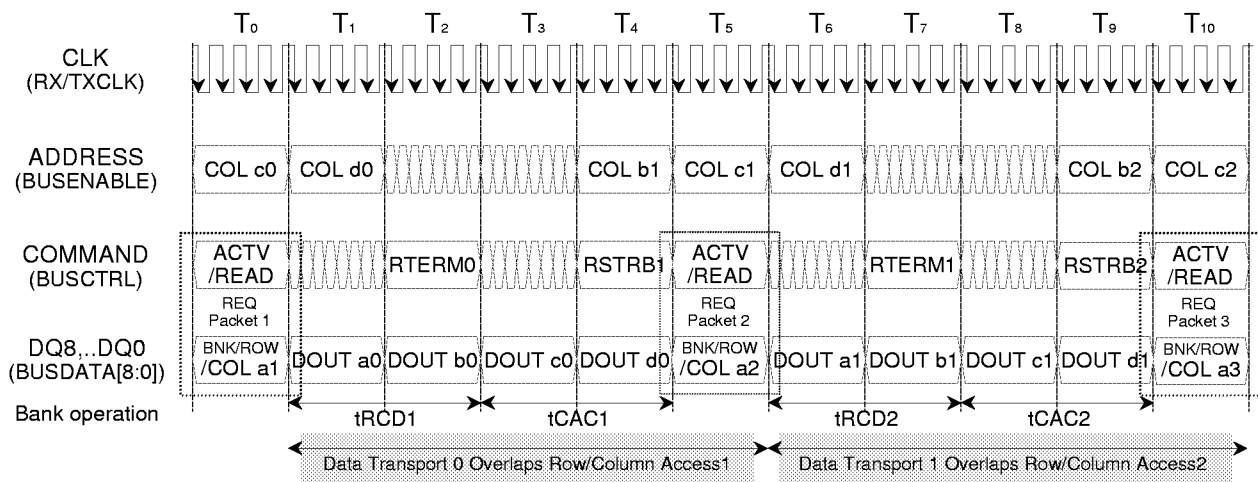 T0 T1 T2 T3 T4 T5 T6 T7 T8 T9 T10
CLK
(RX/TXCLK)
ADDRESS
(BUSENABLE)
COL c0 COL d0 COL b1 COL c1 COL d1 COL b2 COL c2
COMMAND
(BUSCTRL)
ACTV
/READ
RTERM0 RSTRB1
ACTV
/READ
RTERM1 RSTRB2
ACTV
/READ
REQ
Packet 1
REQ
Packet 2
REQ
Packet 3
DQ8,..DQ0
(BUSDATA[8:0])
BNK/ROW
/COL a1
DOUT a0 DOUT b0 DOUT c0 DOUT d0
BNK/ROW
/COL a2
DOUT a1 DOUT b1 DOUT c1 DOUT d1
BNK/ROW
/COL a3
Bank operation
tRCD1 tCAC1 tRCD2 tCAC2
Data Transport 0 Overlaps Row/Column Access1
Data Transport 1 Overlaps Row/Column Access2